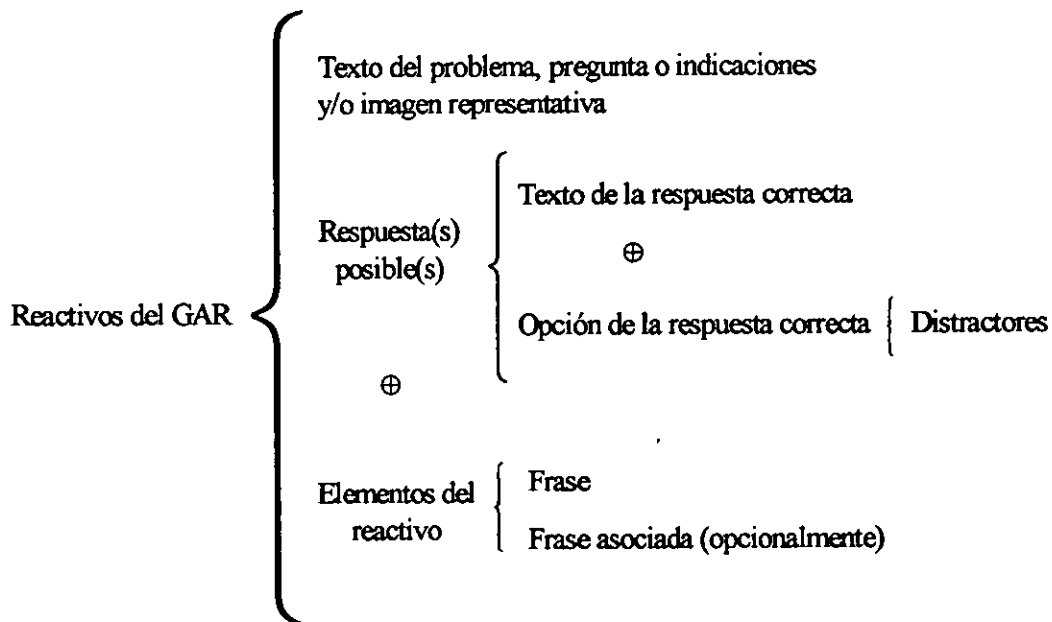 Texto del problema, pregunta o indicaciones
y/o imagen representativa
Texto de la respuesta correcta
Respuesta(s)
posible(s)
⊕
Reactivos del GAR
Opción de la respuesta correcta
Distractores
⊕
Elementos del
reactivo
Frase
Frase asociada (opcionalmente)